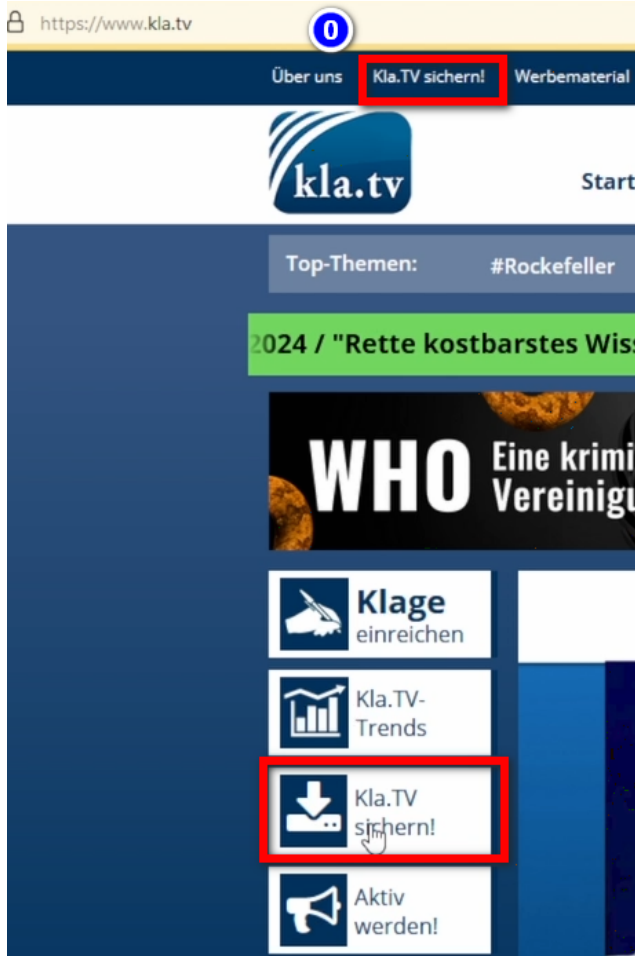 https://www.kla.tv
0
Über uns Kla.TV sichern! Werbematerial
kla.tv
Start
Top-Themen: #Rockefeller
2024 / "Rette kostbarstes Wiss
WHO
Eine krimi
Vereinigu
Klage
einreichen
Kla.TV-
Trends
Kla.TV
sichern!
Aktiv
werden!